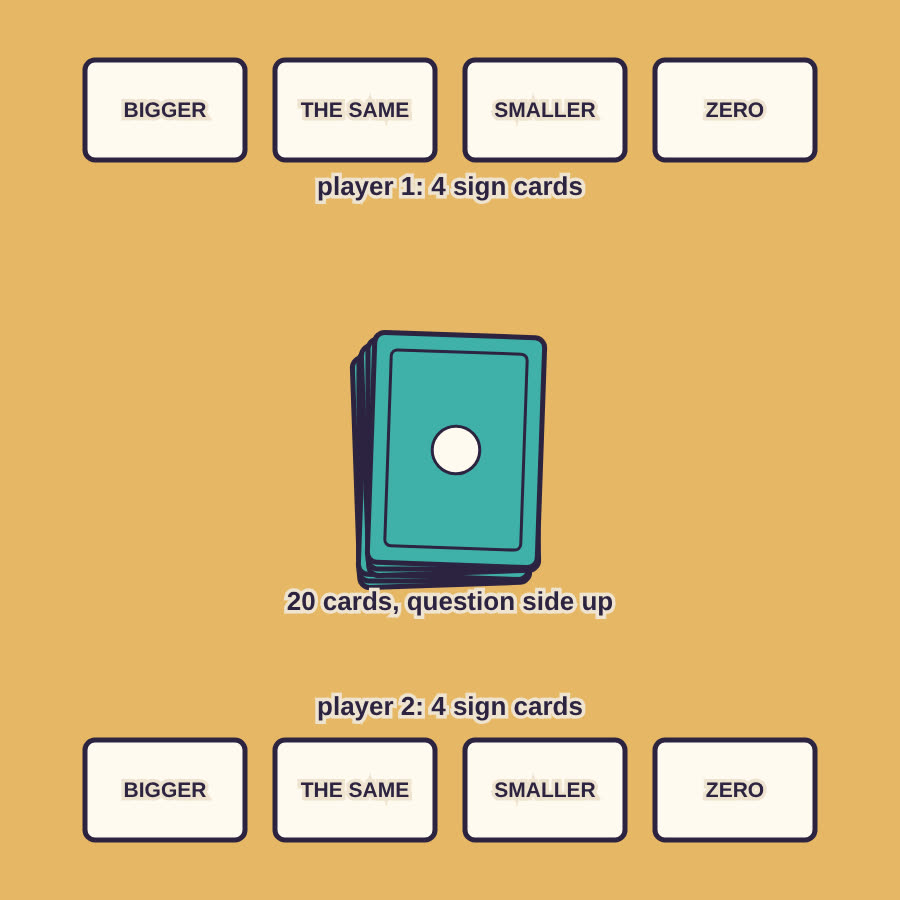 BIGGER THE SAME SMALLER ZERO
player 1: 4 sign cards
20 cards, question side up
player 2: 4 sign cards
BIGGER THE SAME SMALLER ZERO